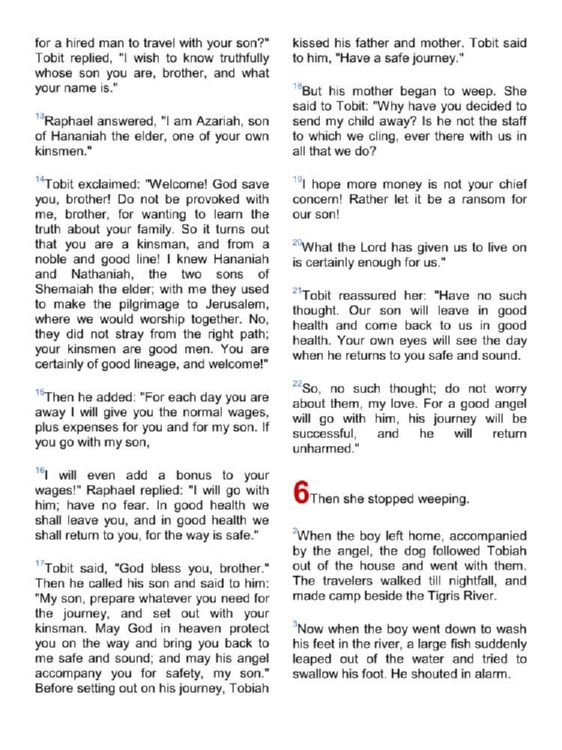 for a hired man to travel with your son?"
Tobit replied, "I wish to know truthfully
whose son you are, brother, and what
your name is."
13Raphael answered, "I am Azariah, son
of Hananiah the elder, one of your own
kinsmen."
14Tobit exclaimed: "Welcome! God save
you, brother! Do not be provoked with
me, brother, for wanting to learn the
truth about your family. So it turns out
that you are a kinsman, and from a
noble and good line! I knew Hananiah
and Nathaniah, the two sons of
Shemaiah the elder; with me they used
to make the pilgrimage to Jerusalem,
where we would worship together. No,
they did not stray from the right path;
your kinsmen are good men. You are
certainly of good lineage, and welcome!"
15Then he added: "For each day you are
away I will give you the normal wages,
plus expenses for you and for my son. If
you go with my son,
16I will even add a bonus to your
wages!" Raphael replied: "I will go with
him; have no fear. In good health we
shall leave you, and in good health we
shall return to you, for the way is safe."
17Tobit said, "God bless you, brother."
Then he called his son and said to him:
"My son, prepare whatever you need for
the journey, and set out with your
kinsman. May God in heaven protect
you on the way and bring you back to
me safe and sound; and may his angel
accompany you for safety, my son."
Before setting out on his journey, Tobiah
kissed his father and mother. Tobit said
to him, "Have a safe journey."
18But his mother began to weep. She
said to Tobit: "Why have you decided to
send my child away? Is he not the staff
to which we cling, ever there with us in
all that we do?
19I hope more money is not your chief
concern! Rather let it be a ransom for
our son!
20What the Lord has given us to live on
is certainly enough for us."
21Tobit reassured her: "Have no such
thought. Our son will leave in good
health and come back to us in good
health. Your own eyes will see the day
when he returns to you safe and sound.
22So, no such thought; do not worry
about them, my love. For a good angel
will go with him, his journey will be
successful, and he will return
unharmed."
6Then she stopped weeping.
2When the boy left home, accompanied
by the angel, the dog followed Tobiah
out of the house and went with them.
The travelers walked till nightfall, and
made camp beside the Tigris River.
3Now when the boy went down to wash
his feet in the river, a large fish suddenly
leaped out of the water and tried to
swallow his foot. He shouted in alarm.